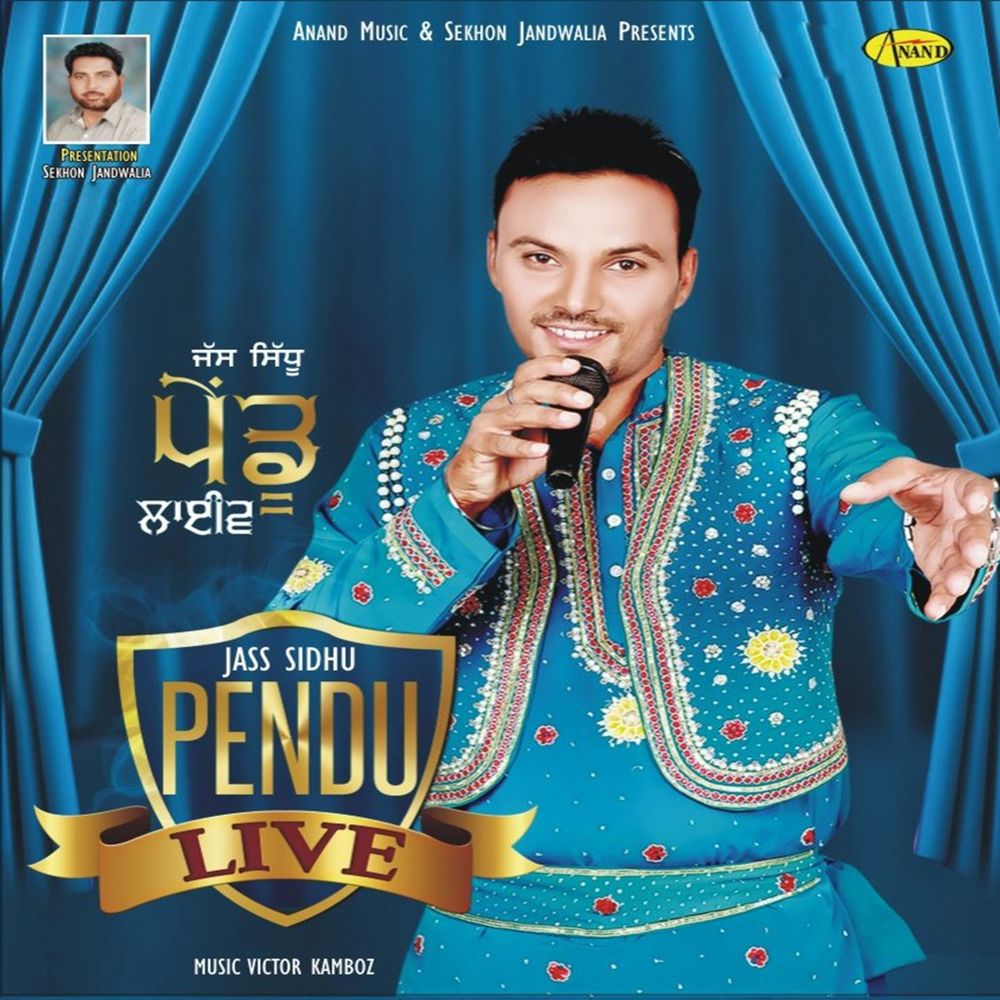 ANAND MUSIC & SEKHON JANDWALIA PRESENTS
ANAND
PRESENTATION
SEKHON JANDWALIA
ਜੱਸ ਸਿੱਧੂ
ਪੇਂਡੂ
ਲਾਈਵ
JASS SIDHU
PENDU
LIVE
MUSIC VICTOR KAMBOZ